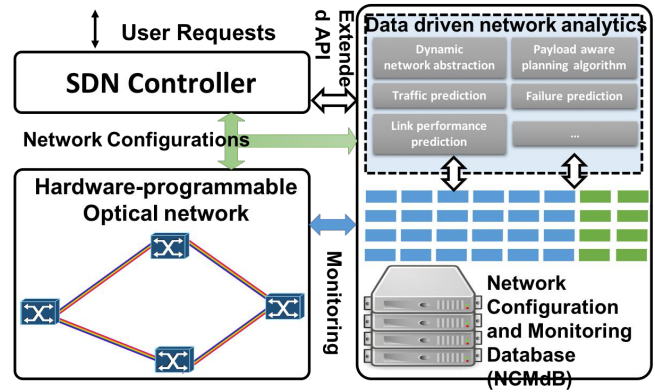 User Requests
SDN Controller
Extende
d API
Network Configurations
Hardware-programmable
Optical network
Monitoring
Data driven network analytics
Dynamic
network abstraction
Payload aware
planning algorithm
Traffic prediction
Failure prediction
Link performance
prediction
...
Network
Configuration
and Monitoring
Database
(NCMdB)